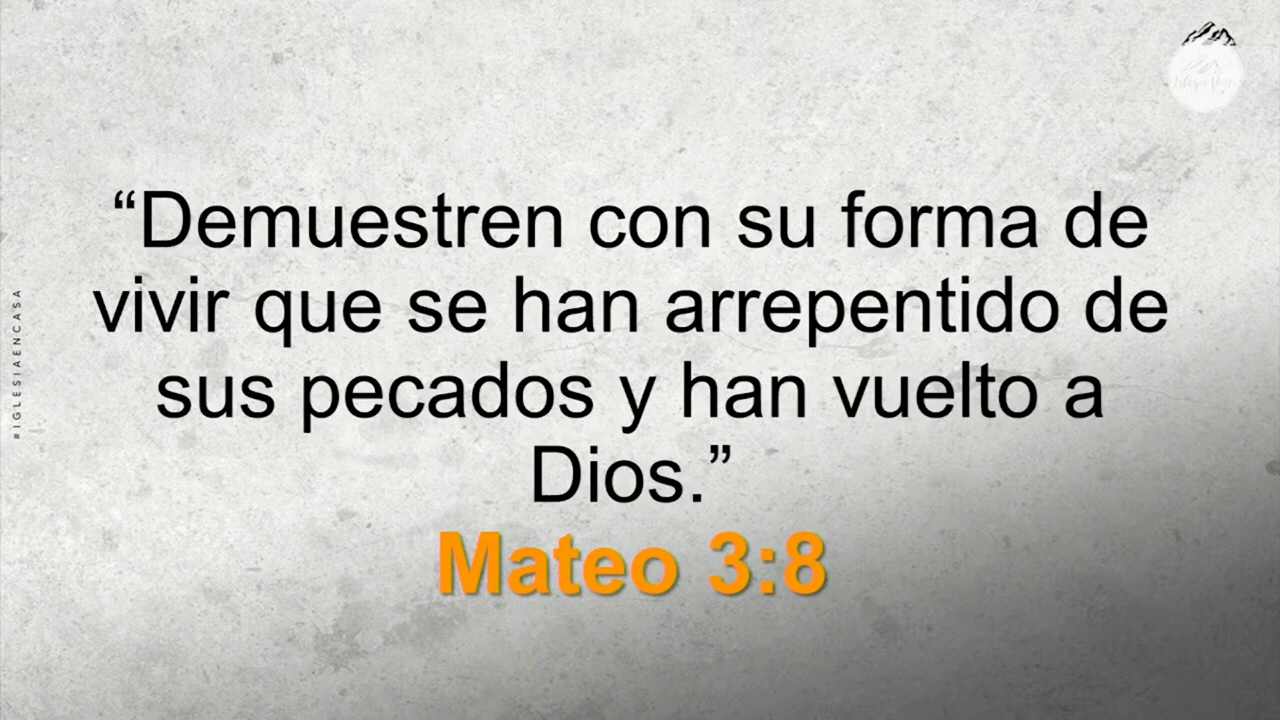 “Demuestren con su forma de
vivir que se han arrepentido de
sus pecados y han vuelto a
Dios.”
Mateo 3:8
#IGLESIAENCASA